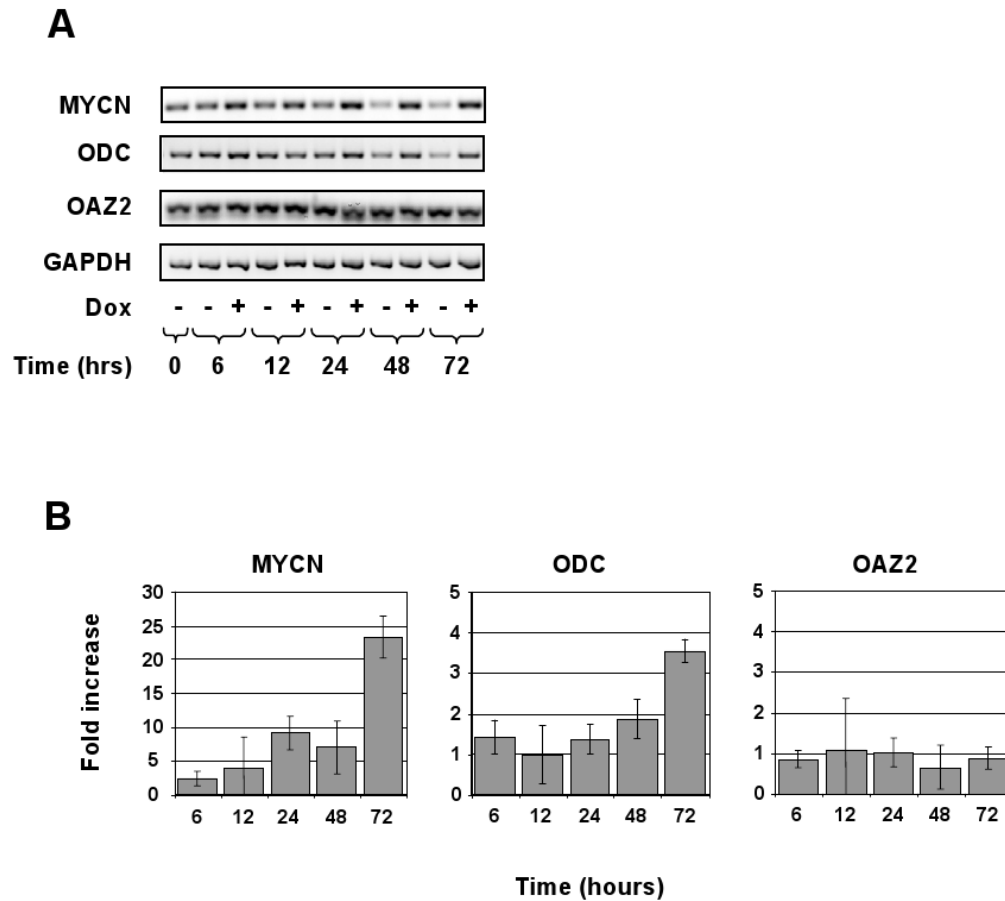 A
MYCN
ODC
OAZ2
GAPDH
Dox - - + - + - + - + - +
Time (hrs) 0 6 12 24 48 72
B
MYCN ODC OAZ2
Fold increase
30 5 5
25 4 4
20 3 3
15 2 2
10 1 1
5 0 0
0
6 12 24 48 72 6 12 24 48 72 6 12 24 48 72
Time (hours)